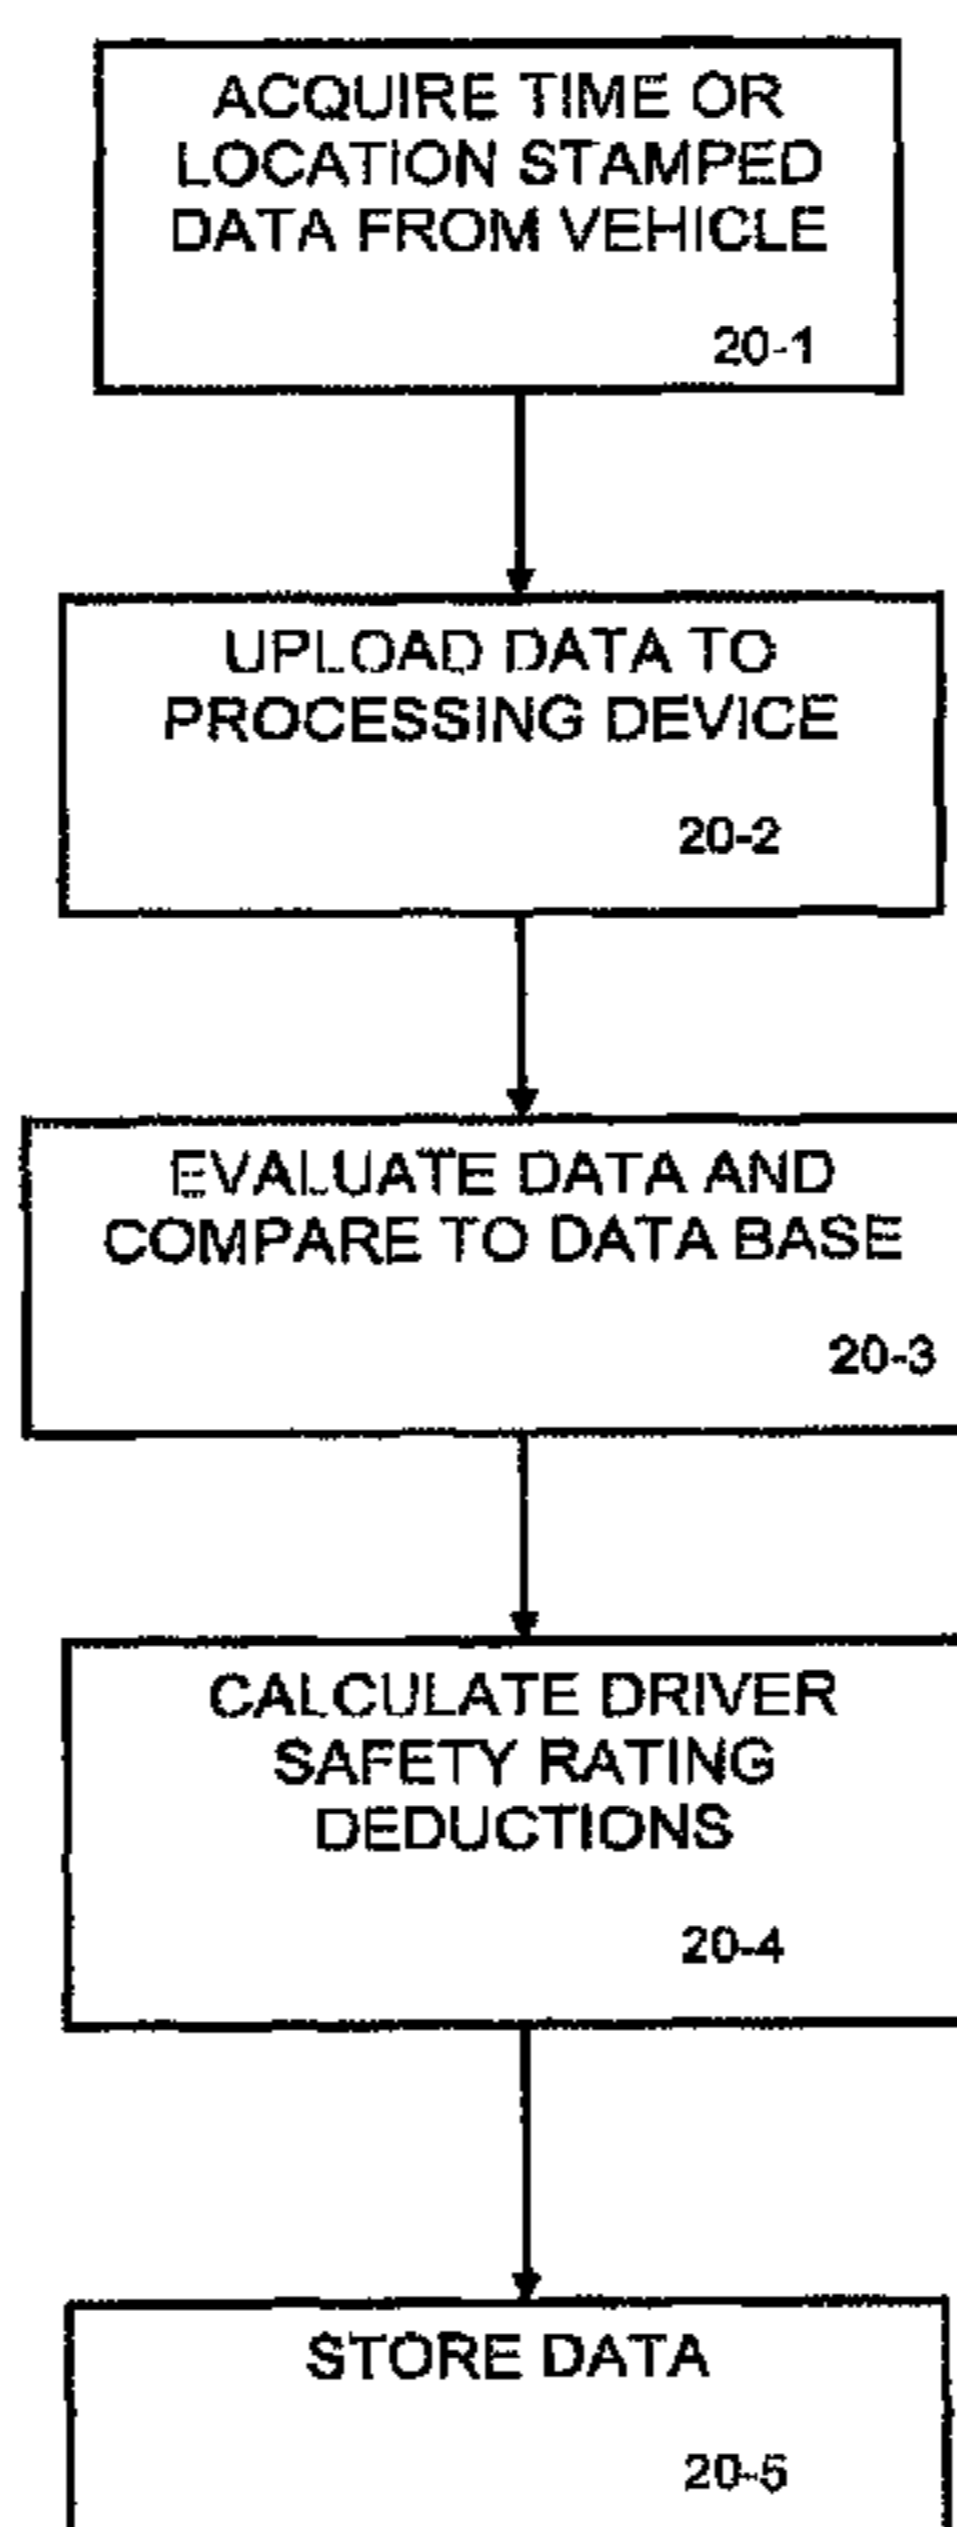 ACQUIRE TIME OR
LOCATION STAMPED
DATA FROM VEHICLE
20-1
UPLOAD DATA TO
PROCESSING DEVICE
20-2
EVALUATE DATA AND
COMPARE TO DATA BASE
20-3
CALCULATE DRIVER
SAFETY RATING
DEDUCTIONS
20-4
STORE DATA
20-5